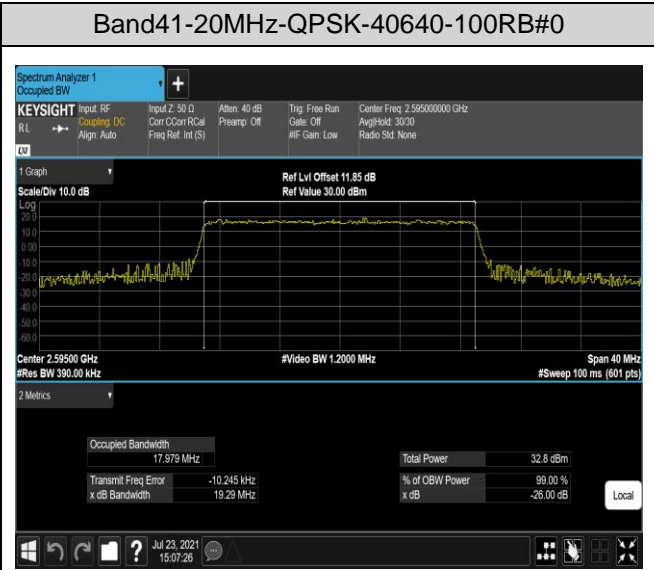 Band41-20MHz-QPSK-40640-100RB#0
Spectrum Analyzer 1
Occupied BW
+
KEYSIGHT Input: RF Input Z: 50 Ω Atten: 40 dB Trig: Free Run Center Freq: 2.595000000 GHz
RL Coupling: DC Corr CCorr RCal Preamp: Off Gate: Off Avg|Hold: 30/30
Align: Auto Freq Ref: Int (S) #IF Gain: Low Radio Std: None
LXI
1 Graph
Ref Lvl Offset 11.85 dB
Scale/Div 10.0 dB Ref Value 30.00 dBm
Log
20.0
10.0
0.00
-10.0
-20.0
-30.0
-40.0
-50.0
-60.0
Center 2.59500 GHz #Video BW 1.2000 MHz Span 40 MHz
#Res BW 390.00 kHz #Sweep 100 ms (601 pts)
2 Metrics
Occupied Bandwidth
17.979 MHz Total Power 32.8 dBm
Transmit Freq Error -10.245 kHz % of OBW Power 99.00 %
x dB Bandwidth 19.29 MHz x dB -26.00 dB
Local
? Jul 23, 2021
15:07:26